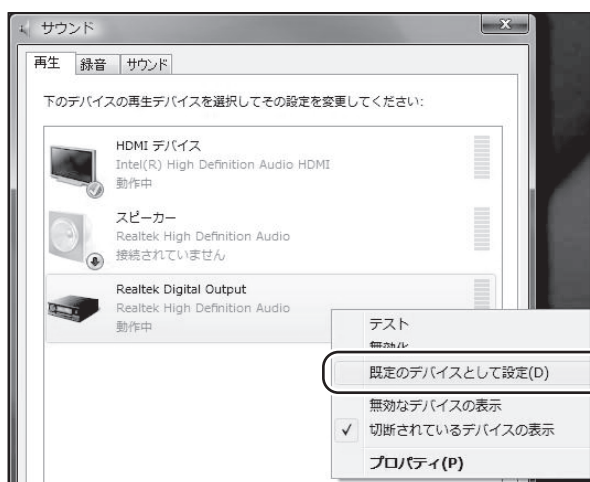 サウンド
再生 録音 サウンド
下のデバイスの再生デバイスを選択してその設定を変更してください:
HDMI デバイス
Intel(R) High Definition Audio HDMI
動作中
スピーカー
Realtek High Definition Audio
接続されていません
Realtek Digital Output
Realtek High Definition Audio
動作中
テスト
無効化
既定のデバイスとして設定(D)
無効なデバイスの表示
切断されているデバイスの表示
プロパティ(P)